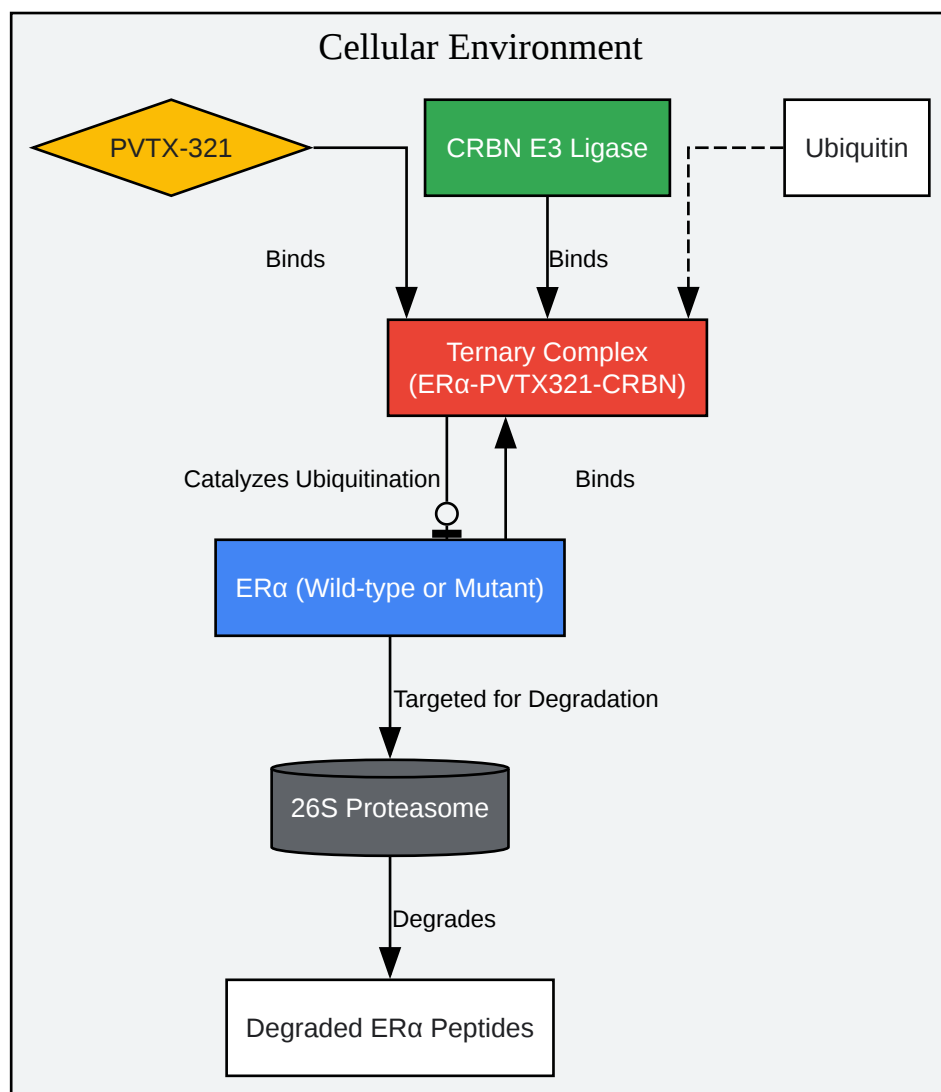 Cellular Environment
PVTX-321
CRBN E3 Ligase
Ubiquitin
Binds
Binds
Ternary Complex
(ERα-PVTX321-CRBN)
Catalyzes Ubiquitination
Binds
ERα (Wild-type or Mutant)
Targeted for Degradation
26S Proteasome
Degrades
Degraded ERα Peptides